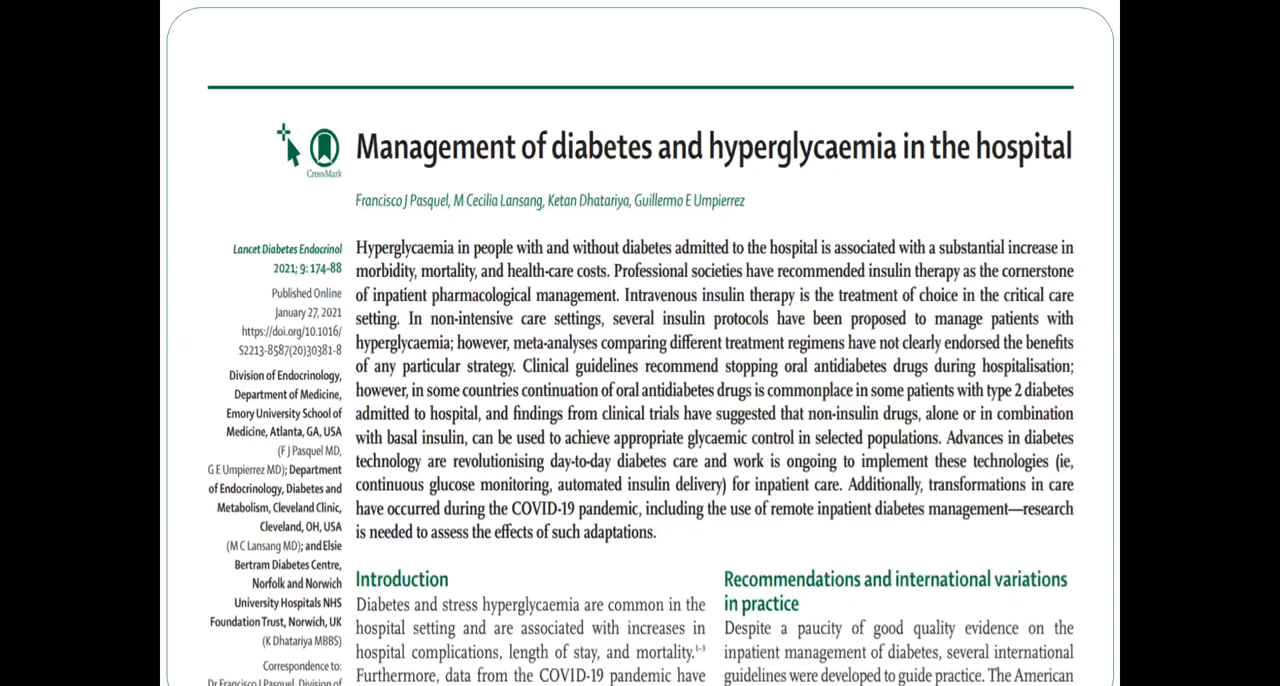 Management of diabetes and hyperglycaemia in the hospital
CrossMark
Francisco J Pasquel, M Cecilia Lansang, Ketan Dhatariya, Guillermo E Umpierrez
Lancet Diabetes Endocrinol
2021; 9: 174–88
Published Online
January 27, 2021
https://doi.org/10.1016/
S2213-8587(20)30381-8
Division of Endocrinology,
Department of Medicine,
Emory University School of
Medicine, Atlanta, GA, USA
(F J Pasquel MD,
G E Umpierrez MD); Department
of Endocrinology, Diabetes and
Metabolism, Cleveland Clinic,
Cleveland, OH, USA
(M C Lansang MD); and Elsie
Bertram Diabetes Centre,
Norfolk and Norwich
University Hospitals NHS
Foundation Trust, Norwich, UK
(K Dhatariya MBBS)
Correspondence to:
Dr Francisco J Pasquel, Division of
Hyperglycaemia in people with and without diabetes admitted to the hospital is associated with a substantial increase in
morbidity, mortality, and health-care costs. Professional societies have recommended insulin therapy as the cornerstone
of inpatient pharmacological management. Intravenous insulin therapy is the treatment of choice in the critical care
setting. In non-intensive care settings, several insulin protocols have been proposed to manage patients with
hyperglycaemia; however, meta-analyses comparing different treatment regimens have not clearly endorsed the benefits
of any particular strategy. Clinical guidelines recommend stopping oral antidiabetes drugs during hospitalisation;
however, in some countries continuation of oral antidiabetes drugs is commonplace in some patients with type 2 diabetes
admitted to hospital, and findings from clinical trials have suggested that non-insulin drugs, alone or in combination
with basal insulin, can be used to achieve appropriate glycaemic control in selected populations. Advances in diabetes
technology are revolutionising day-to-day diabetes care and work is ongoing to implement these technologies (ie,
continuous glucose monitoring, automated insulin delivery) for inpatient care. Additionally, transformations in care
have occurred during the COVID-19 pandemic, including the use of remote inpatient diabetes management—research
is needed to assess the effects of such adaptations.
Introduction
Diabetes and stress hyperglycaemia are common in the
hospital setting and are associated with increases in
hospital complications, length of stay, and mortality.1–3
Furthermore, data from the COVID-19 pandemic have
Recommendations and international variations
in practice
Despite a paucity of good quality evidence on the
inpatient management of diabetes, several international
guidelines were developed to guide practice. The American